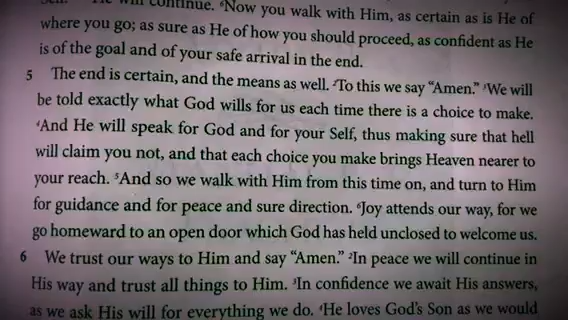 will continue. ⁶Now you walk with Him, as certain as is He of
where you go; as sure as He of how you should proceed, as confident as He
is of the goal and of your safe arrival in the end.
5 The end is certain, and the means as well. ²To this we say “Amen.” ³We will
be told exactly what God wills for us each time there is a choice to make.
⁴And He will speak for God and for your Self, thus making sure that hell
will claim you not, and that each choice you make brings Heaven nearer to
your reach. ⁵And so we walk with Him from this time on, and turn to Him
for guidance and for peace and sure direction. ⁶Joy attends our way, for we
go homeward to an open door which God has held unclosed to welcome us.
6 We trust our ways to Him and say “Amen.” ²In peace we will continue in
His way and trust all things to Him. ³In confidence we await His answers,
as we ask His will for everything we do. ⁴He loves God’s Son as we would